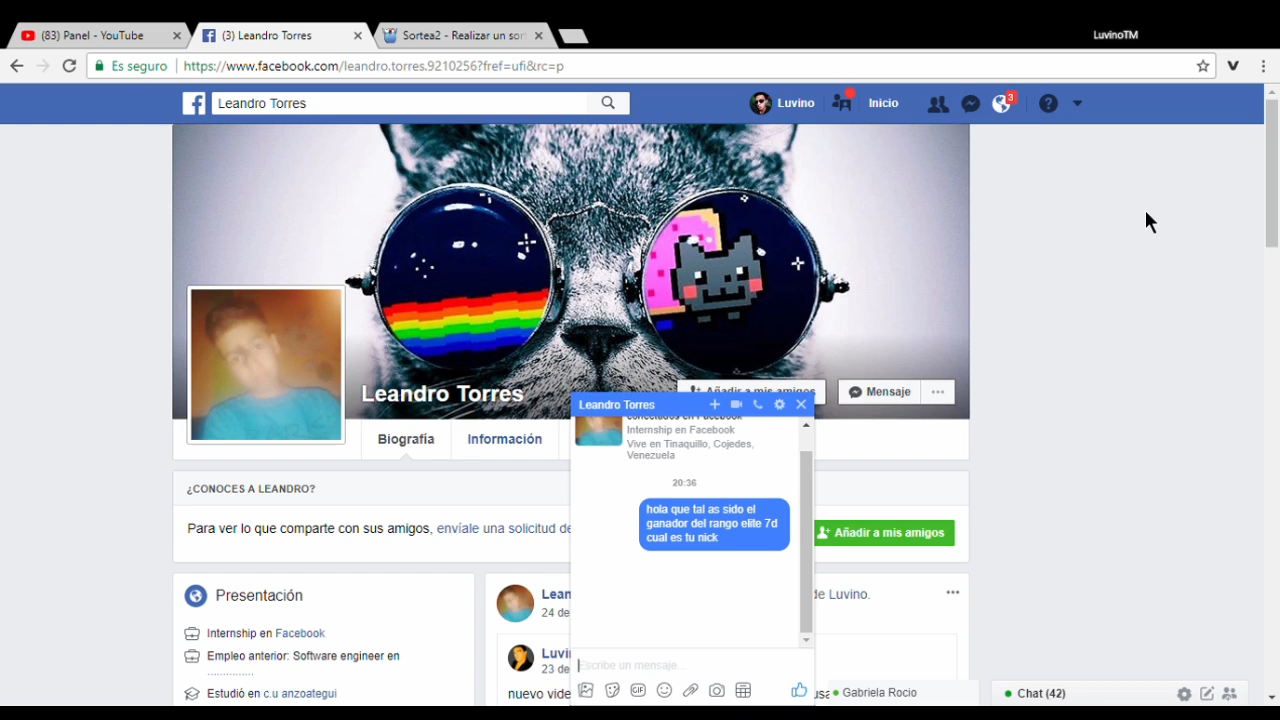 (83) Panel - YouTube
(3) Leandro Torres
Sortea2 - Realizar un sort
LuvinoTM
Es seguro
https://www.facebook.com/leandro.torres.9210256?fref=ufi&rc=p
Leandro Torres
Luvino
Inicio
3
Leandro Torres
Añadir a mis amigos
Mensaje
Biografía
Información
Leandro Torres
conectados en Facebook
Internship en Facebook
Vive en Tinaquillo, Cojedes,
Venezuela
20:36
hola que tal as sido el
ganador del rango elite 7d
cual es tu nick
Escribe un mensaje...
GIF
¿CONOCES A LEANDRO?
Para ver lo que comparte con sus amigos, envíale una solicitud de
Añadir a mis amigos
Presentación
Internship en Facebook
Empleo anterior: Software engineer en
...............
Estudió en c.u anzoategui
Lean
de Luvino.
24 de
Luvi
23 de
nuevo vide
usa
Gabriela Rocio
Chat (42)